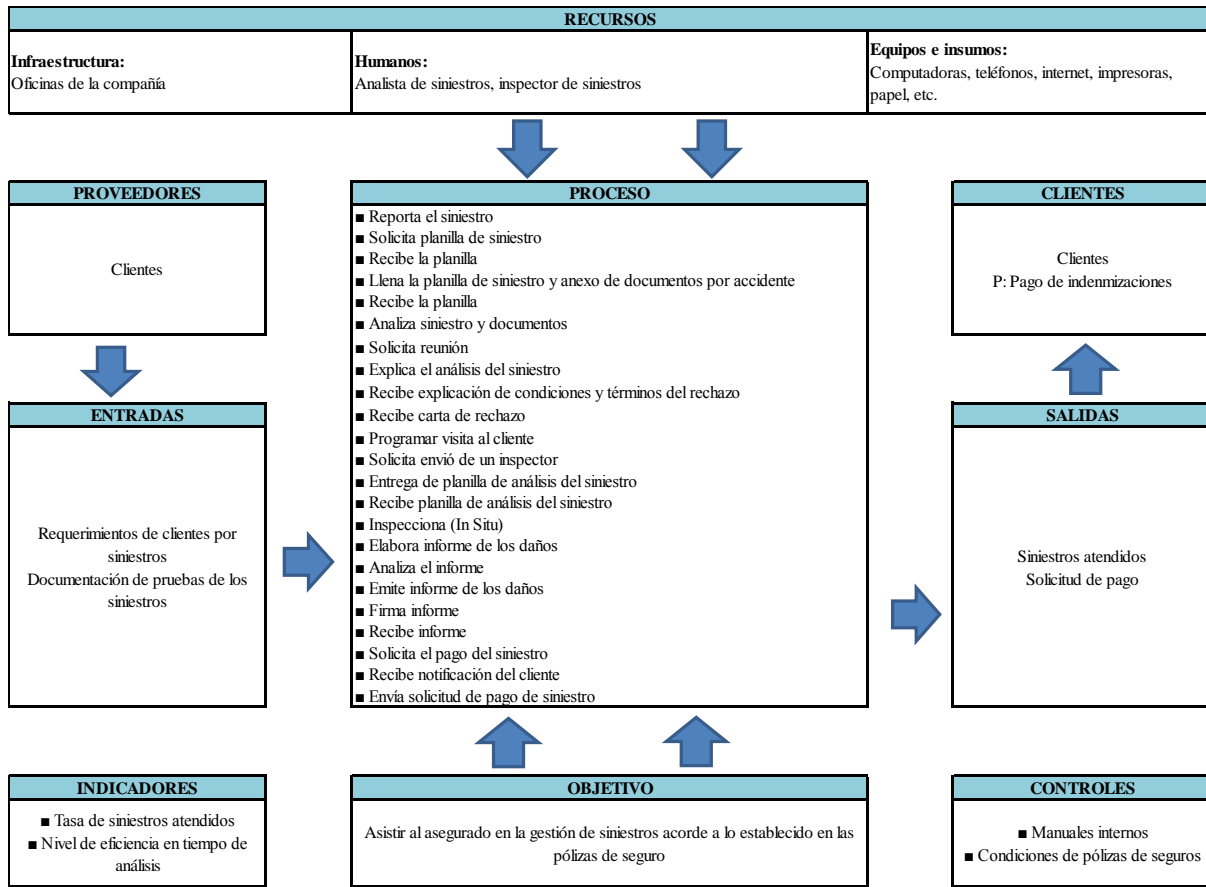 RECURSOS
Infraestructura:
Oficinas de la compañía
Humanos:
Analista de siniestros, inspector de siniestros
Equipos e insumos:
Computadoras, teléfonos, internet, impresoras,
papel, etc.
PROVEEDORES
Clientes
PROCESO
■ Reporta el siniestro
■ Solicita planilla de siniestro
■ Recibe la planilla
■ Llena la planilla de siniestro y anexo de documentos por accidente
■ Recibe la planilla
■ Analiza siniestro y documentos
■ Solicita reunión
■ Explica el análisis del siniestro
■ Recibe explicación de condiciones y términos del rechazo
■ Recibe carta de rechazo
■ Programar visita al cliente
■ Solicita envió de un inspector
■ Entrega de planilla de análisis del siniestro
■ Recibe planilla de análisis del siniestro
■ Inspecciona (In Situ)
■ Elabora informe de los daños
■ Analiza el informe
■ Emite informe de los daños
■ Firma informe
■ Recibe informe
■ Solicita el pago del siniestro
■ Recibe notificación del cliente
■ Envía solicitud de pago de siniestro
CLIENTES
Clientes
P: Pago de indenmizaciones
ENTRADAS
Requerimientos de clientes por
siniestros
Documentación de pruebas de los
siniestros
SALIDAS
Siniestros atendidos
Solicitud de pago
INDICADORES
■ Tasa de siniestros atendidos
■ Nivel de eficiencia en tiempo de
análisis
OBJETIVO
Asistir al asegurado en la gestión de siniestros acorde a lo establecido en las
pólizas de seguro
CONTROLES
■ Manuales internos
■ Condiciones de pólizas de seguros